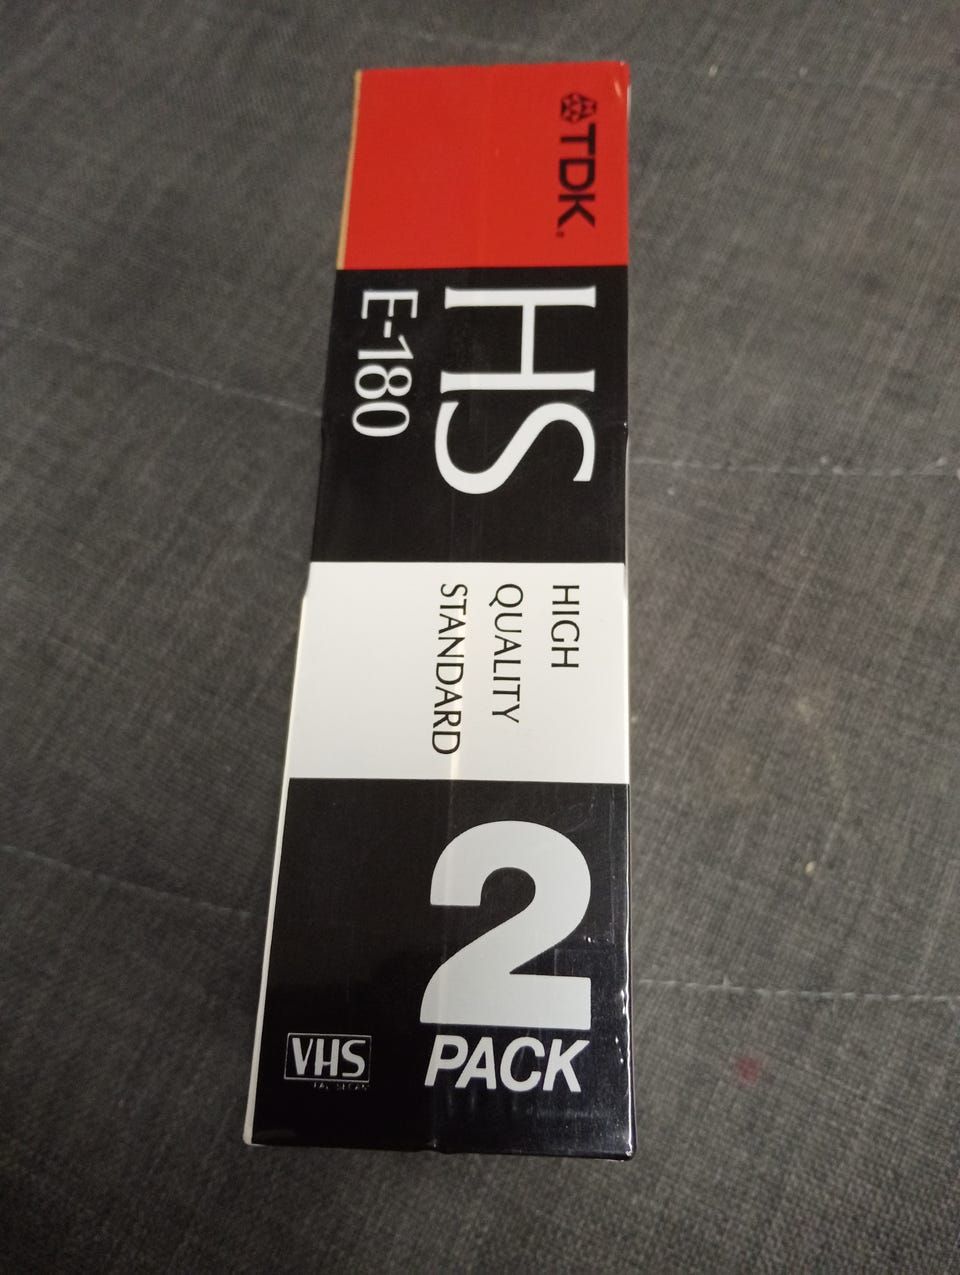 TDK®
HS
E-180
HIGH
QUALITY
STANDARD
2
PACK
VHS